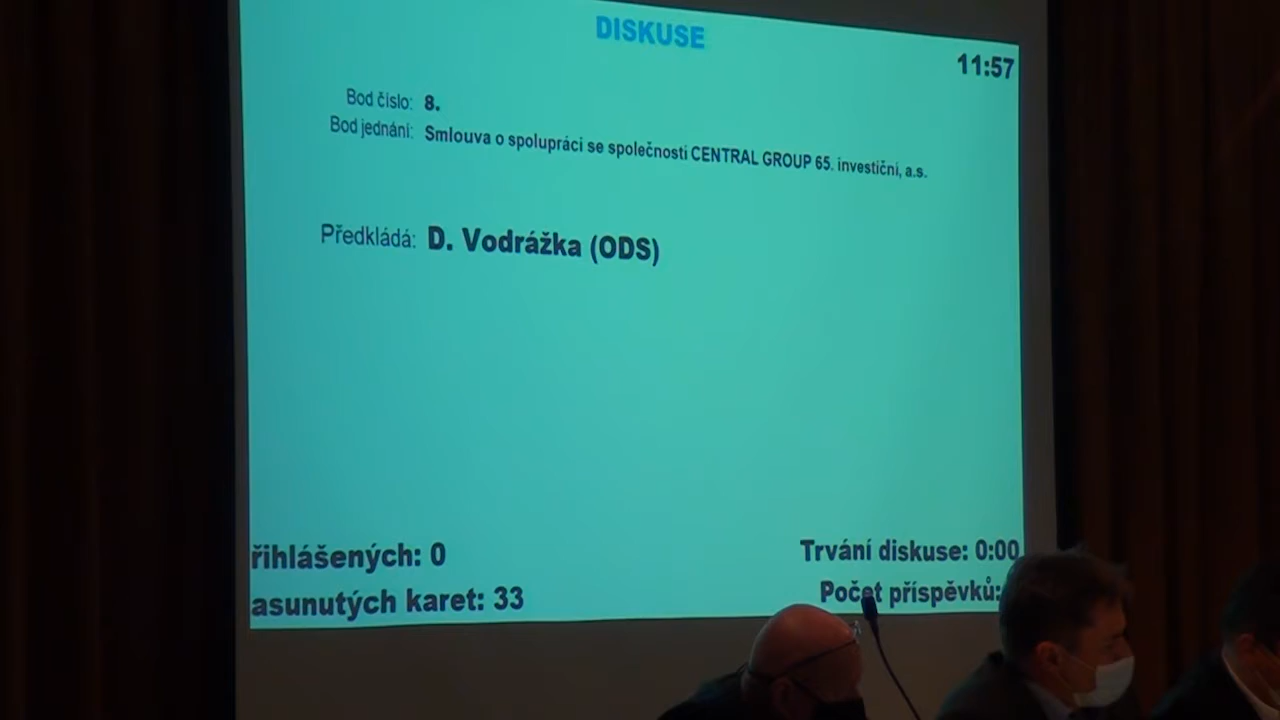 DISKUSE
11:57
Bod číslo: 8.
Bod jednání: Smlouva o spolupráci se společností CENTRAL GROUP 65. investiční, a.s.
Předkládá: D. Vodrážka (ODS)
řihlášených: 0
Trvání diskuse: 0:00
asunutých karet: 33
Počet příspěvků: